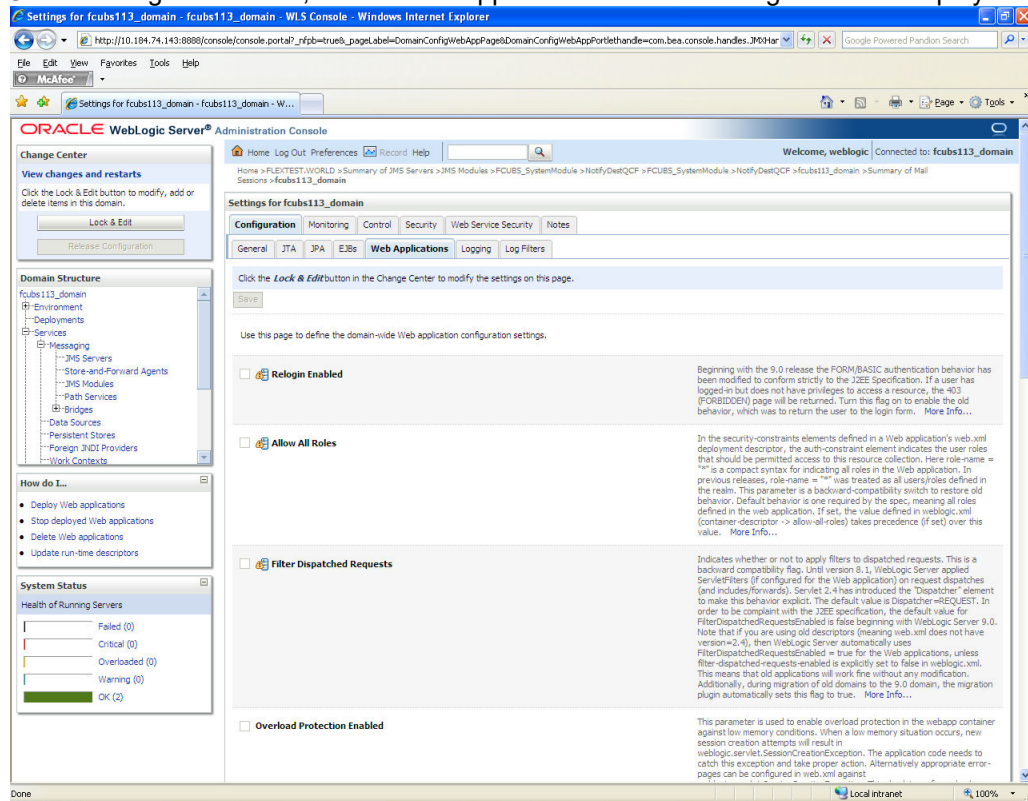 Settings for fcubs113_domain - fcubs113_domain - WLS Console - Windows Internet Explorer
http://10.184.74.143:8888/console/console.portal?_nfpb=true&_pageLabel=DomainConfigWebAppPage&DomainConfigWebAppPortlethandle=com.bea.console.handles.JMXHar
Google Powered Pandion Search
File Edit View Favorites Tools Help
McAfee
Settings for fcubs113_domain - fcubs113_domain - W...
Page Tools
ORACLE WebLogic Server® Administration Console
Change Center
View changes and restarts
Click the Lock & Edit button to modify, add or
delete items in this domain.
Lock & Edit
Release Configuration
Domain Structure
fcubs113_domain
Environment
Deployments
Services
Messaging
JMS Servers
Store-and-Forward Agents
JMS Modules
Path Services
Bridges
Data Sources
Persistent Stores
Foreign JNDI Providers
Work Contexts
How do I...
Deploy Web applications
Stop deployed Web applications
Delete Web applications
Update run-time descriptors
System Status
Health of Running Servers
Failed (0)
Critical (0)
Overloaded (0)
Warning (0)
OK (2)
Home Log Out Preferences Record Help
Welcome, weblogic Connected to: fcubs113_domain
Home >FLEXTEST.WORLD >Summary of JMS Servers >JMS Modules >FCUBS_SystemModule >NotifyDestQCF >FCUBS_SystemModule >NotifyDestQCF >fcubs113_domain >Summary of Mail
Sessions >fcubs113_domain
Settings for fcubs113_domain
Configuration Monitoring Control Security Web Service Security Notes
General JTA JPA EJBs Web Applications Logging Log Filters
Click the Lock & Edit button in the Change Center to modify the settings on this page.
Save
Use this page to define the domain-wide Web application configuration settings.
Relogin Enabled
Beginning with the 9.0 release the FORM/BASIC authentication behavior has
been modified to conform strictly to the J2EE Specification. If a user has
logged-in but does not have privileges to access a resource, the 403
(FORBIDDEN) page will be returned. Turn this flag on to enable the old
behavior, which was to return the user to the login form. More Info...
Allow All Roles
In the security-constraints elements defined in a Web application's web.xml
deployment descriptor, the auth-constraint element indicates the user roles
that should be permitted access to this resource collection. Here role-name =
"*" is a compact syntax for indicating all roles in the Web application. In
previous releases, role-name = "*" was treated as all users/roles defined in
the realm. This parameter is a backward-compatibility switch to restore old
behavior. Default behavior is one required by the spec, meaning all roles
defined in the web application. If set, the value defined in weblogic.xml
(container-descriptor -> allow-all-roles) takes precedence (if set) over this
value. More Info...
Filter Dispatched Requests
Indicates whether or not to apply filters to dispatched requests. This is a
backward compatibility flag. Until version 8.1, WebLogic Server applied
ServletFilters (if configured for the Web application) on request dispatches
(and includes/forwards). Servlet 2.4 has introduced the "Dispatcher" element
to make this behavior explicit. The default value is Dispatcher=REQUEST. In
order to be complaint with the J2EE specification, the default value for
FilterDispatchedRequestsEnabled is false beginning with WebLogic Server 9.0.
Note that if you are using old descriptors (meaning web.xml does not have
version=2.4), then WebLogic Server automatically uses
FilterDispatchedRequestsEnabled = true for the Web applications, unless
filter-dispatched-requests-enabled is explicitly set to false in weblogic.xml.
This means that old applications will work fine without any modification.
Additionally, during migration of old domains to the 9.0 domain, the migration
plugin automatically sets this flag to true. More Info...
Overload Protection Enabled
This parameter is used to enable overload protection in the webapp container
against low memory conditions. When a low memory situation occurs, new
session creation attempts will result in
weblogic.servlet.SessionCreationException. The application code needs to
catch this exception and take proper action. Alternatively appropriate error-
pages can be configured in web.xml against
Done
Local intranet
100%